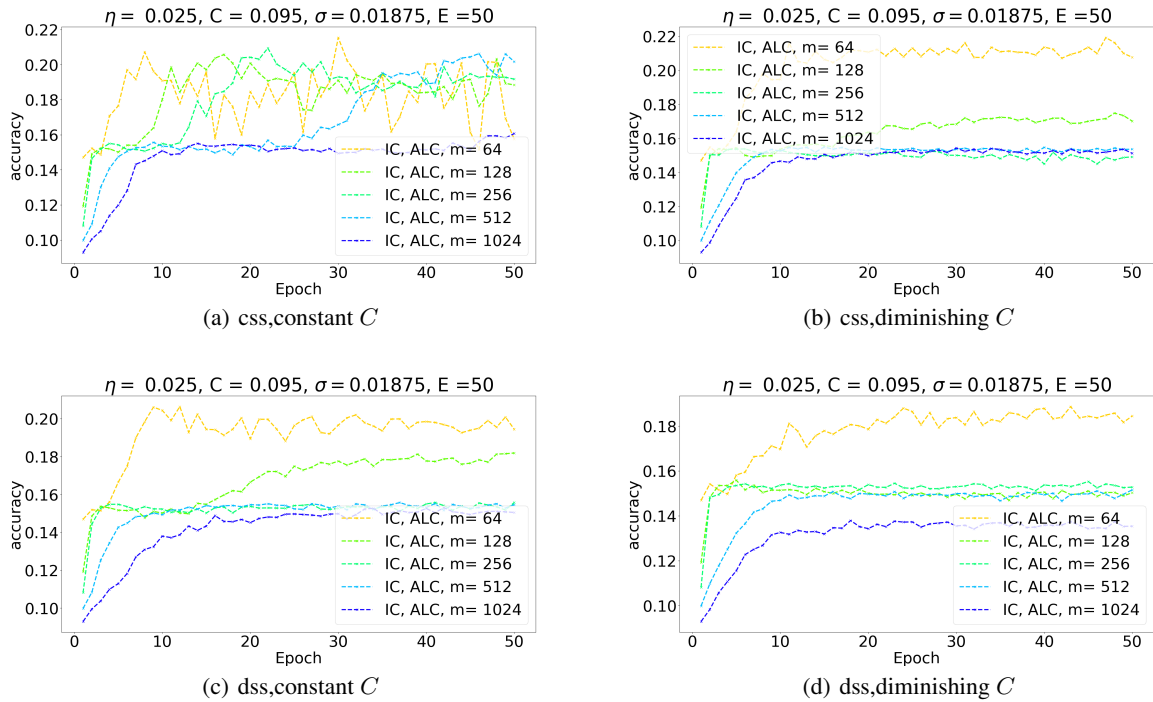 η = 0.025, C = 0.095, σ = 0.01875, E =50
0.22
0.20
0.18
0.16
0.14
0.12
0.10
accuracy
IC, ALC, m= 64
IC, ALC, m= 128
IC, ALC, m= 256
IC, ALC, m= 512
IC, ALC, m= 1024
0 10 20 30 40 50
Epoch
(a) css,constant C
η = 0.025, C = 0.095, σ = 0.01875, E =50
0.22
0.20
0.18
0.16
0.14
0.12
0.10
accuracy
IC, ALC, m= 64
IC, ALC, m= 128
IC, ALC, m= 256
IC, ALC, m= 512
IC, ALC, m= 1024
0 10 20 30 40 50
Epoch
(b) css,diminishing C
η = 0.025, C = 0.095, σ = 0.01875, E =50
0.20
0.18
0.16
0.14
0.12
0.10
accuracy
IC, ALC, m= 64
IC, ALC, m= 128
IC, ALC, m= 256
IC, ALC, m= 512
IC, ALC, m= 1024
0 10 20 30 40 50
Epoch
(c) dss,constant C
η = 0.025, C = 0.095, σ = 0.01875, E =50
0.18
0.16
0.14
0.12
0.10
accuracy
IC, ALC, m= 64
IC, ALC, m= 128
IC, ALC, m= 256
IC, ALC, m= 512
IC, ALC, m= 1024
0 10 20 30 40 50
Epoch
(d) dss,diminishing C